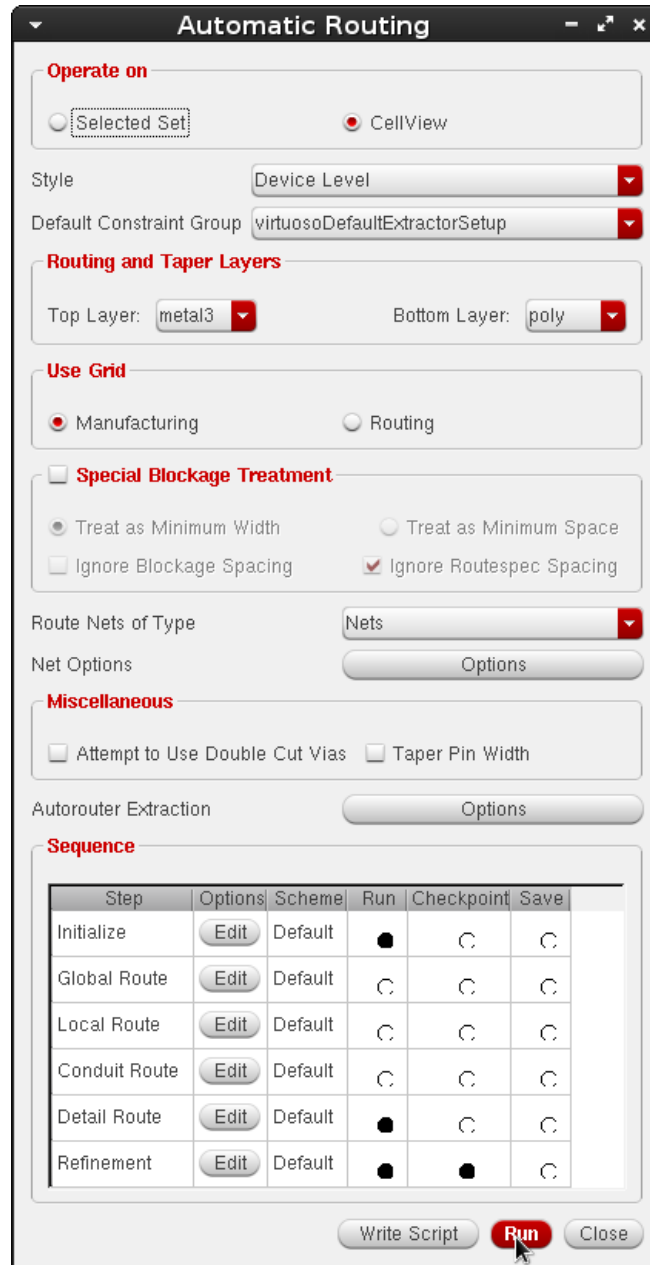 Automatic Routing
Operate on
Selected Set CellView
Style Device Level
Default Constraint Group virtuosoDefaultExtractorSetup
Routing and Taper Layers
Top Layer: metal3 Bottom Layer: poly
Use Grid
Manufacturing Routing
Special Blockage Treatment
Treat as Minimum Width Treat as Minimum Space
Ignore Blockage Spacing Ignore Routespec Spacing
Route Nets of Type Nets
Net Options Options
Miscellaneous
Attempt to Use Double Cut Vias Taper Pin Width
Autorouter Extraction Options
Sequence
Step Options Scheme Run Checkpoint Save
Initialize Edit Default
Global Route Edit Default
Local Route Edit Default
Conduit Route Edit Default
Detail Route Edit Default
Refinement Edit Default
Write Script Run Close